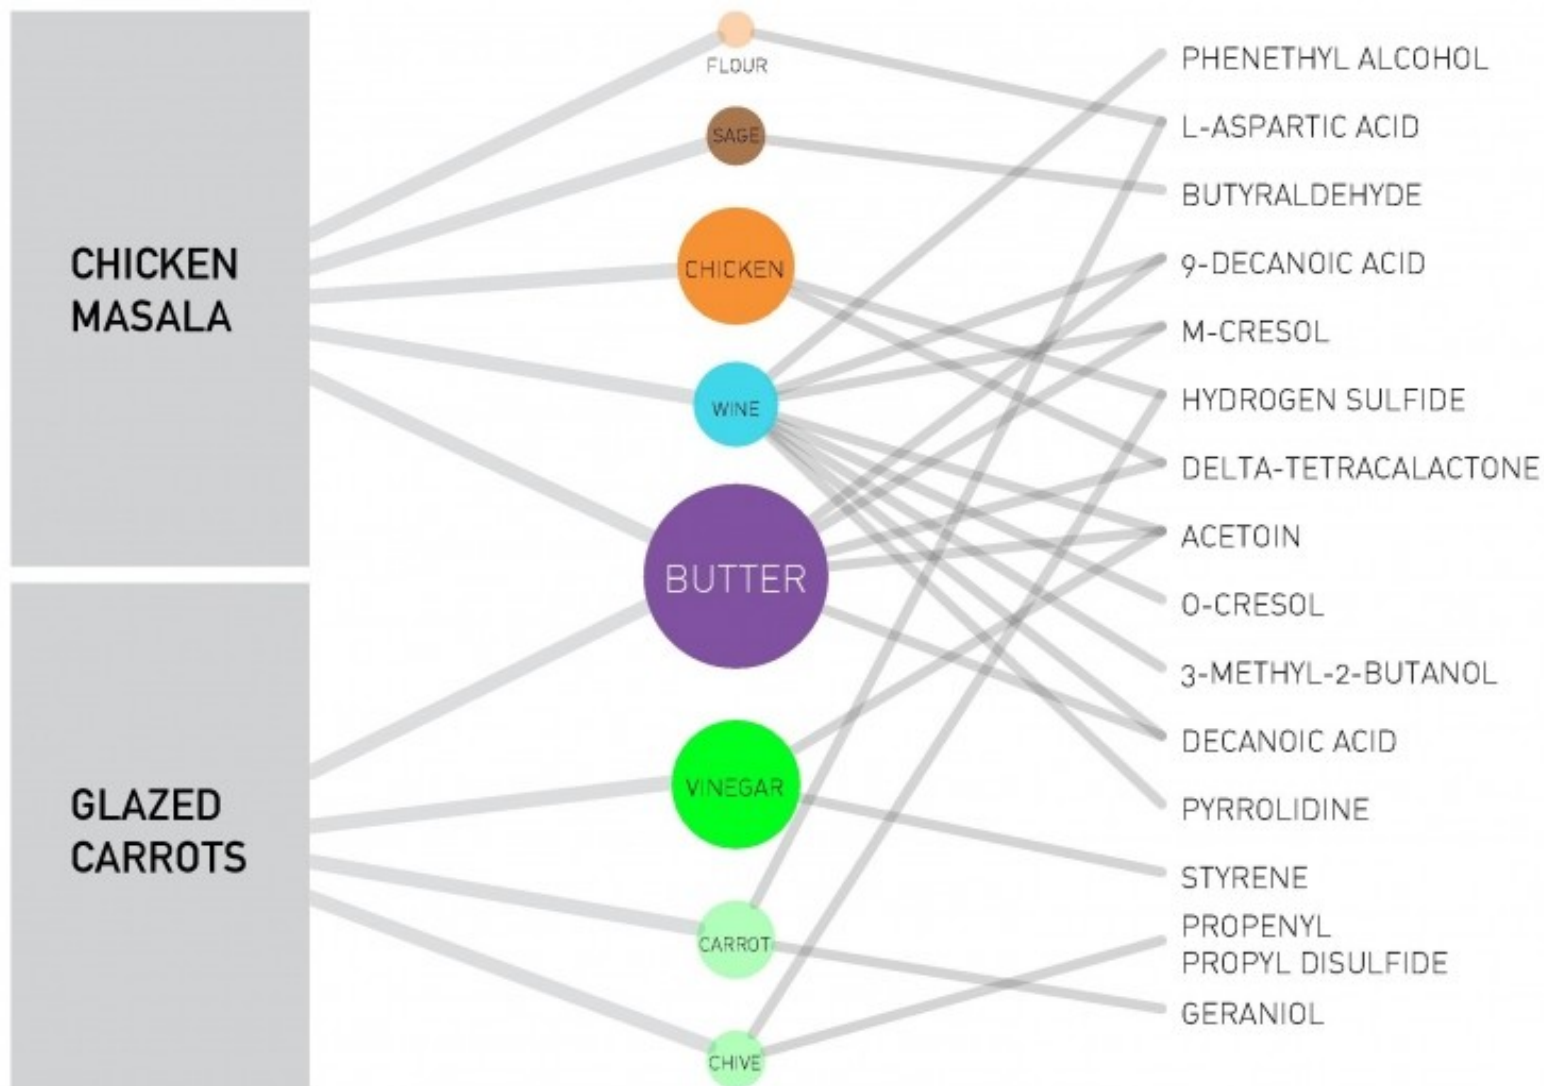 CHICKEN
MASALA
GLAZED
CARROTS
FLOUR
SAGE
CHICKEN
WINE
BUTTER
VINEGAR
CARROT
CHIVE
PHENETHYL ALCOHOL
L-ASPARTIC ACID
BUTYRALDEHYDE
9-DECANOIC ACID
M-CRESOL
HYDROGEN SULFIDE
DELTA-TETRACALACTONE
ACETOIN
O-CRESOL
3-METHYL-2-BUTANOL
DECANOIC ACID
PYRROLIDINE
STYRENE
PROPENYL
PROPYL DISULFIDE
GERANIOL